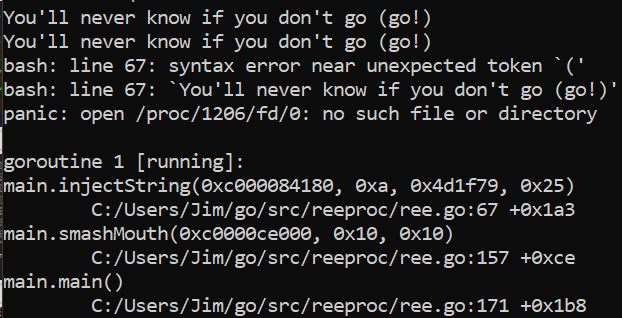 You'll never know if you don't go (go!)
You'll never know if you don't go (go!)
bash: line 67: syntax error near unexpected token `('
bash: line 67: `You'll never know if you don't go (go!)'
panic: open /proc/1206/fd/0: no such file or directory
goroutine 1 [running]:
main.injectString(0xc000084180, 0xa, 0x4d1f79, 0x25)
C:/Users/Jim/go/src/reeproc/ree.go:67 +0x1a3
main.smashMouth(0xc0000ce000, 0x10, 0x10)
C:/Users/Jim/go/src/reeproc/ree.go:157 +0xce
main.main()
C:/Users/Jim/go/src/reeproc/ree.go:171 +0x1b8